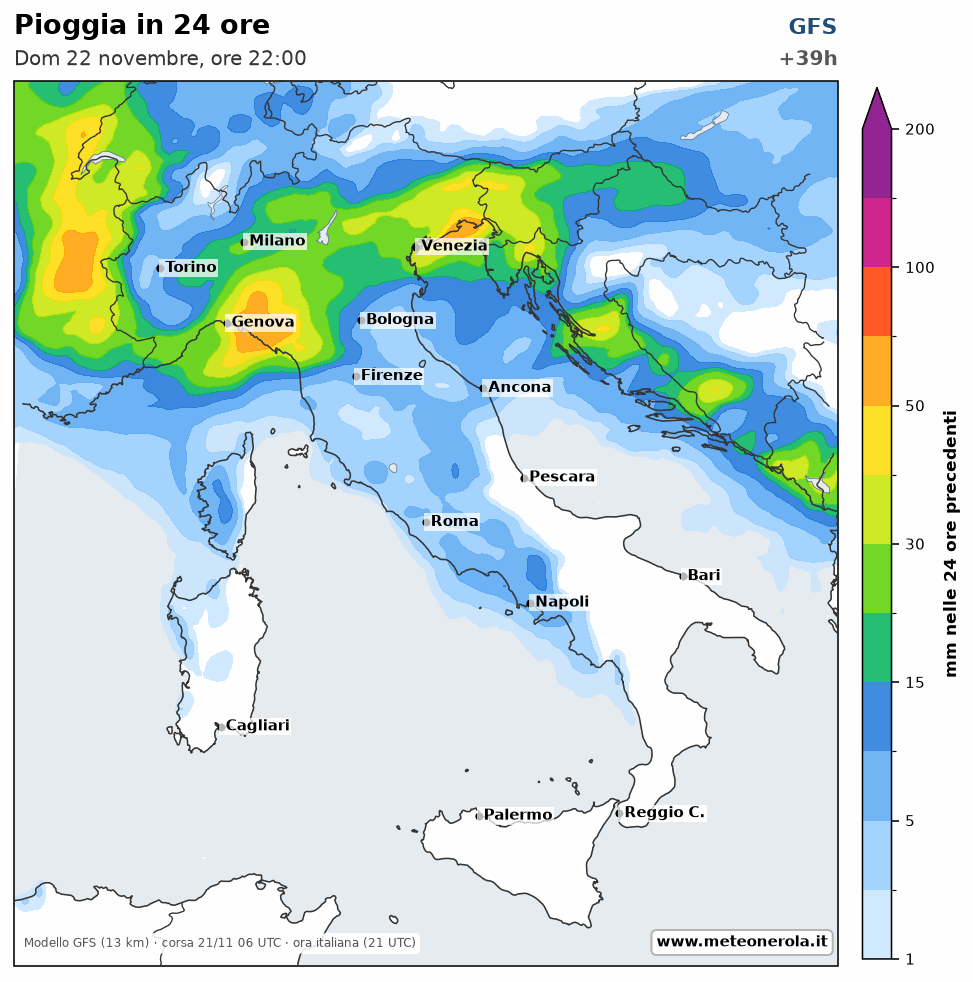 Pioggia in 24 ore
GFS
Dom 22 novembre, ore 22:00
+39h
200
100
50
30
15
5
1
mm nelle 24 ore precedenti
Milano
Venezia
Torino
Genova
Bologna
Firenze
Ancona
Pescara
Roma
Bari
Napoli
Cagliari
Palermo
Reggio C.
Modello GFS (13 km) · corsa 21/11 06 UTC · ora italiana (21 UTC)
www.meteonerola.it